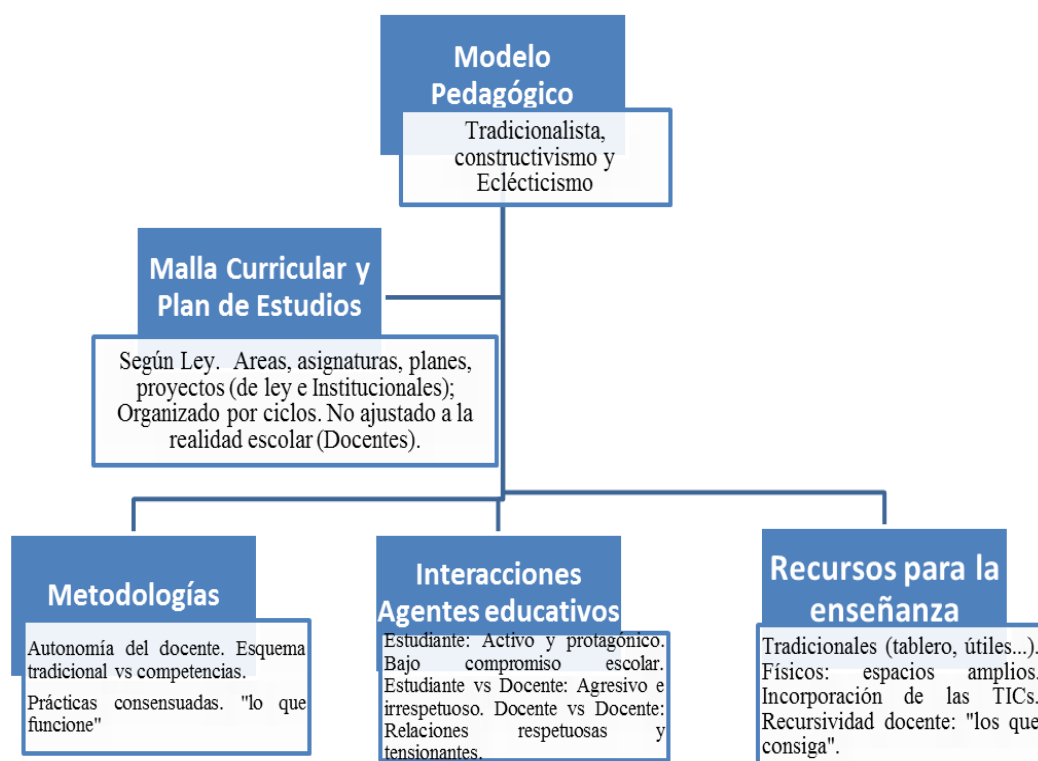 Modelo
Pedagógico
Tradicionalista,
constructivismo y
Eclécticismo
Malla Curricular y
Plan de Estudios
Según Ley. Areas, asignaturas, planes,
proyectos (de ley e Institucionales);
Organizado por ciclos. No ajustado a la
realidad escolar (Docentes).
Metodologías
Autonomía del docente. Esquema
tradicional vs competencias.
Prácticas consensuadas. "lo que
funcione"
Interacciones
Agentes educativos
Estudiante: Activo y protagónico.
Bajo compromiso escolar.
Estudiante vs Docente: Agresivo e
irrespetuoso. Docente vs Docente:
Relaciones respetuosas y
tensionantes.
Recursos para la
enseñanza
Tradicionales (tablero, útiles...).
Físicos: espacios amplios.
Incorporación de las TICs.
Recursividad docente: "los que
consiga".